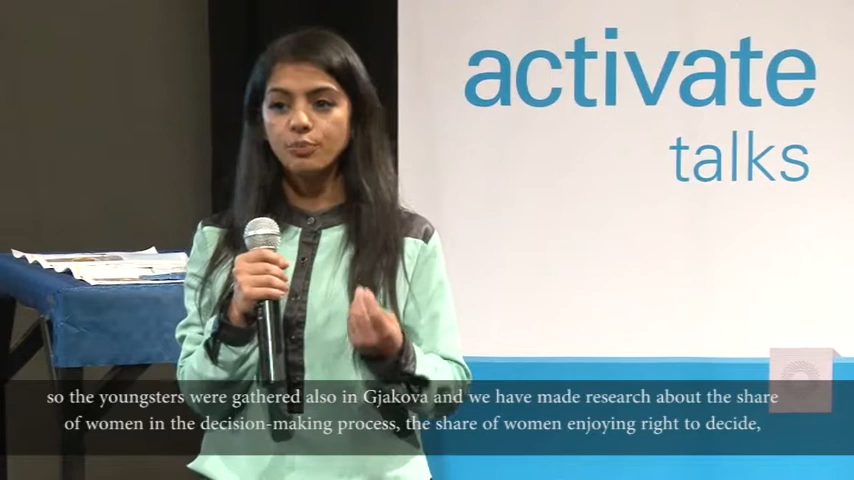 activate
talks
so the youngsters were gathered also in Gjakova and we have made research about the share
of women in the decision-making process, the share of women enjoying right to decide,